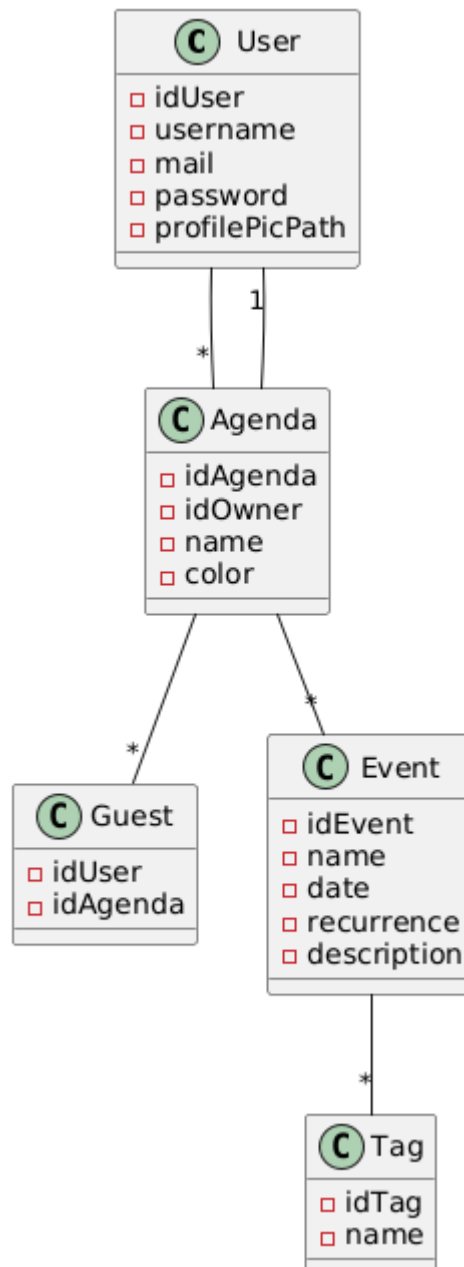 C User
idUser
username
mail
password
profilePicPath
1
*
C Agenda
idAgenda
idOwner
name
color
*
*
C Guest
idUser
idAgenda
C Event
idEvent
name
date
recurrence
description
*
C Tag
idTag
name